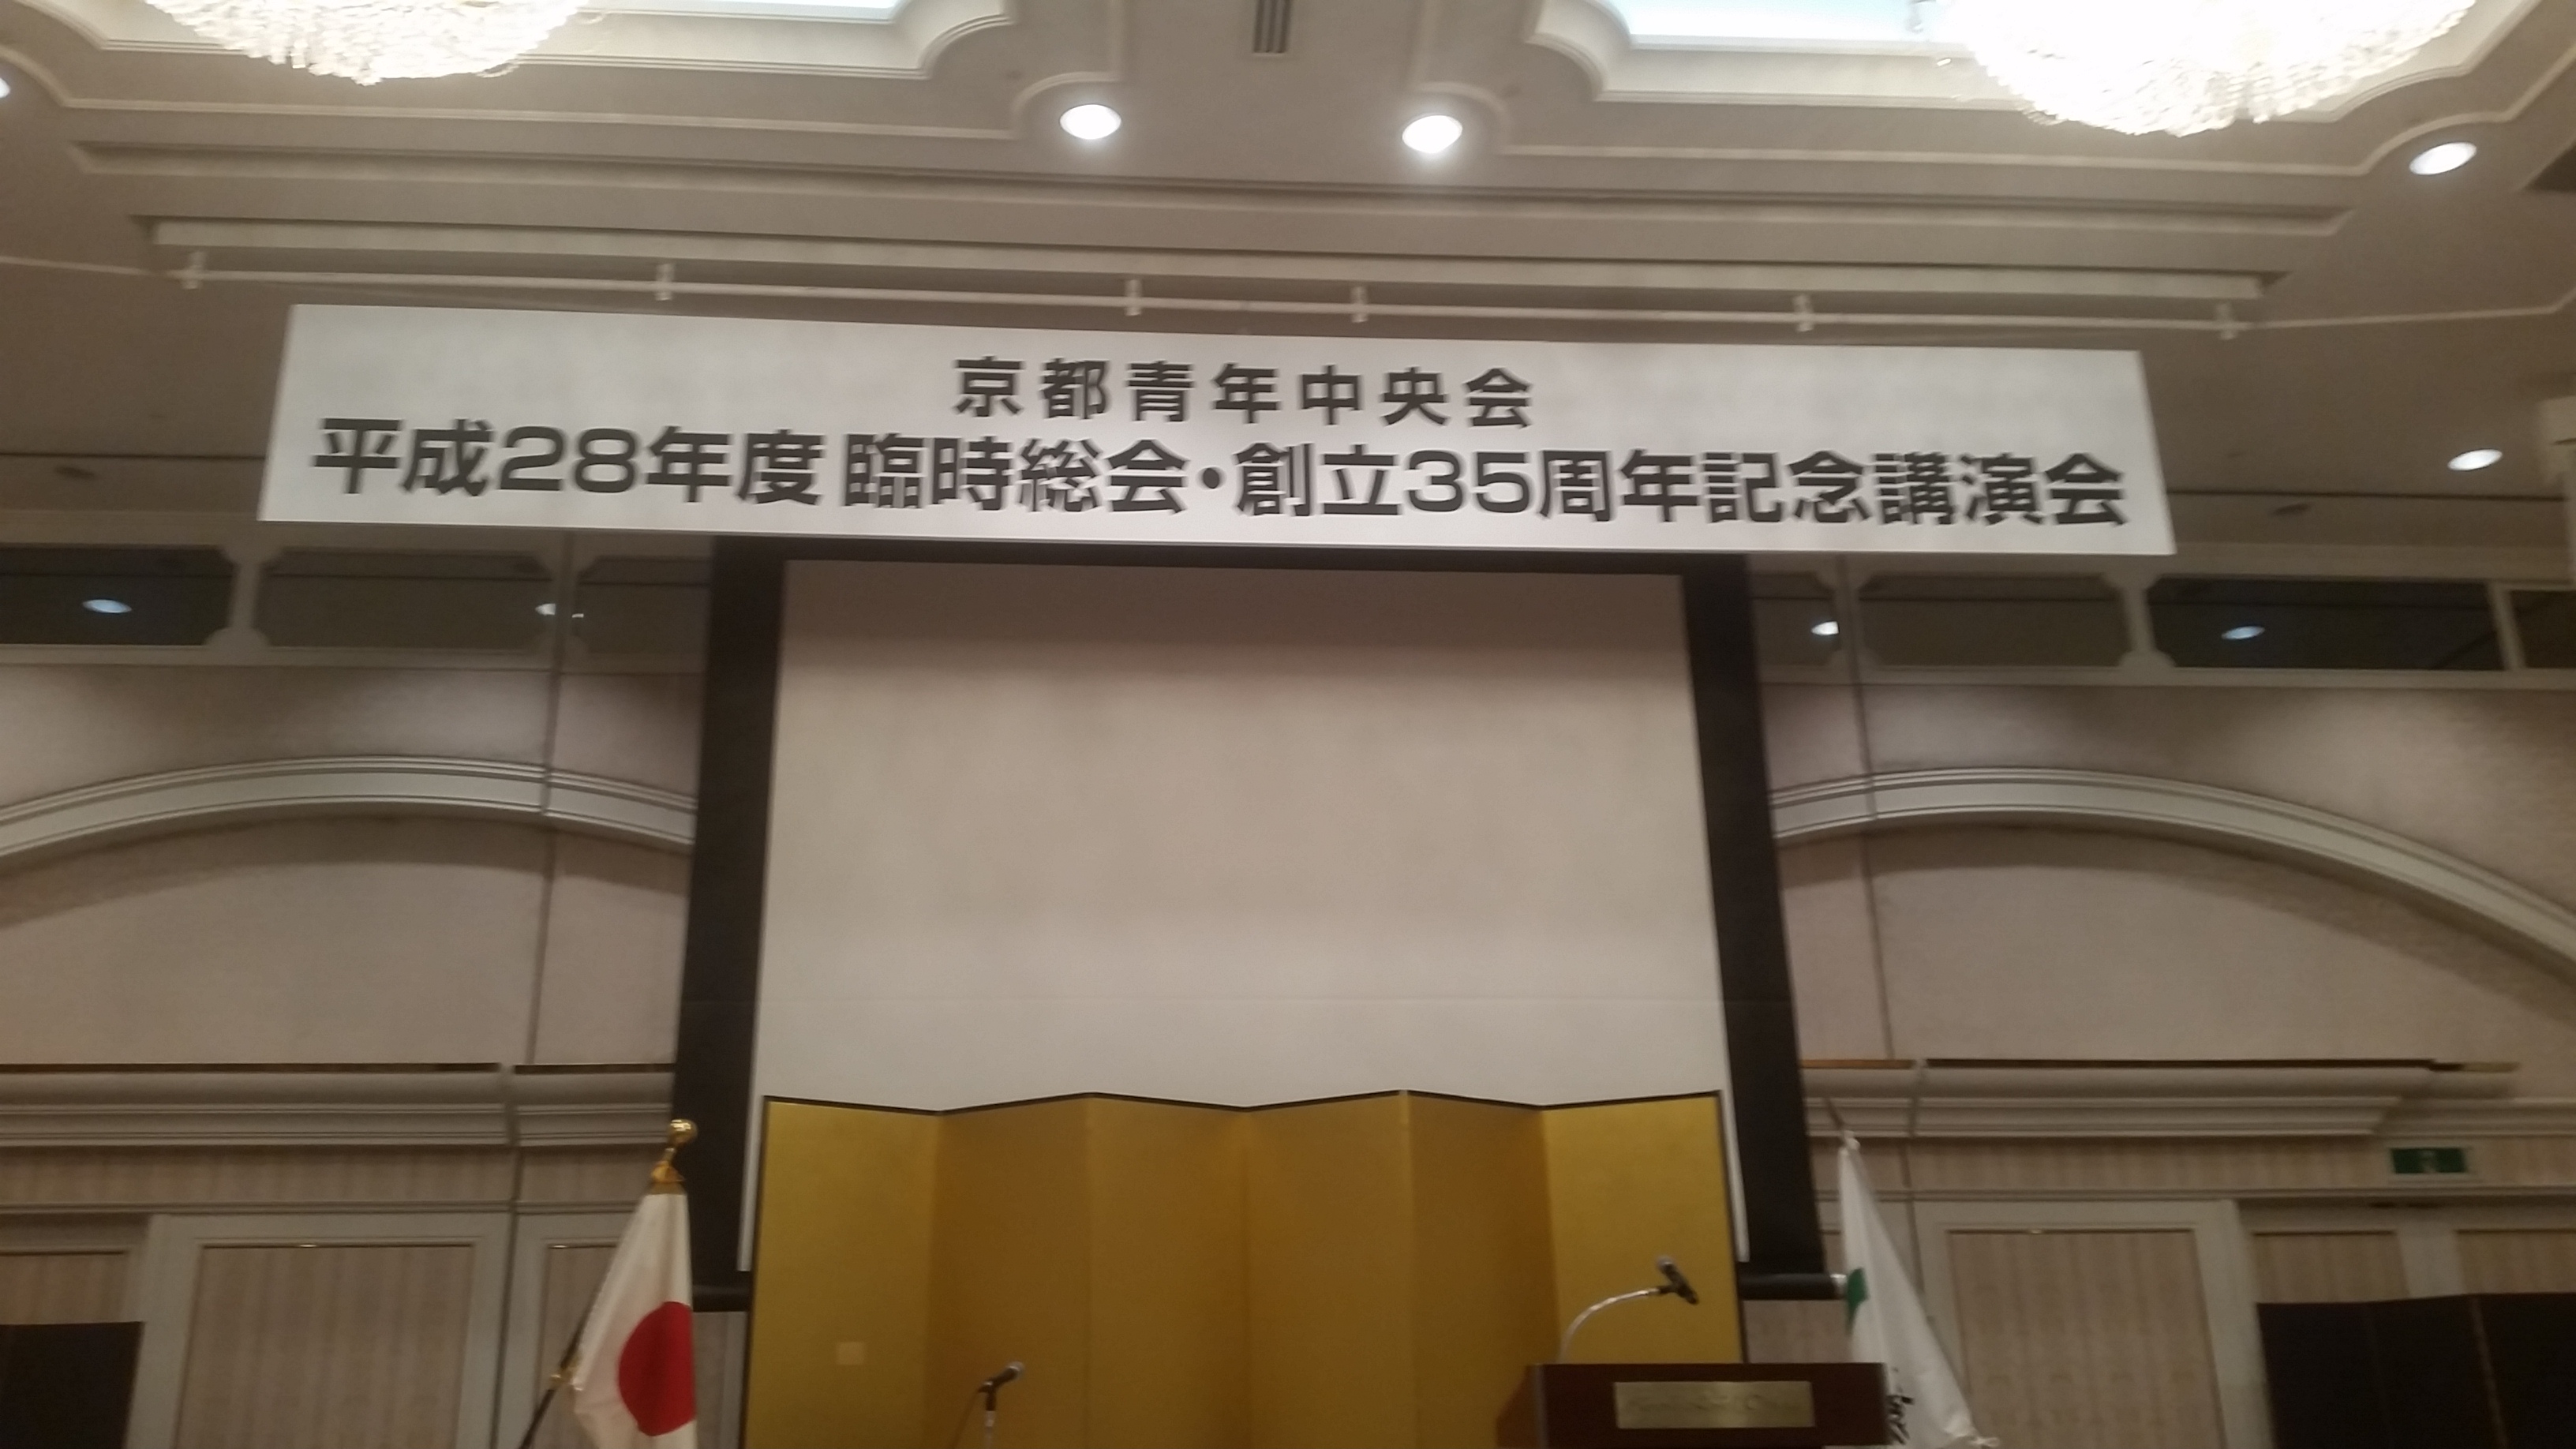 京都青年中央会
平成28年度 臨時総会・創立35周年記念講演会